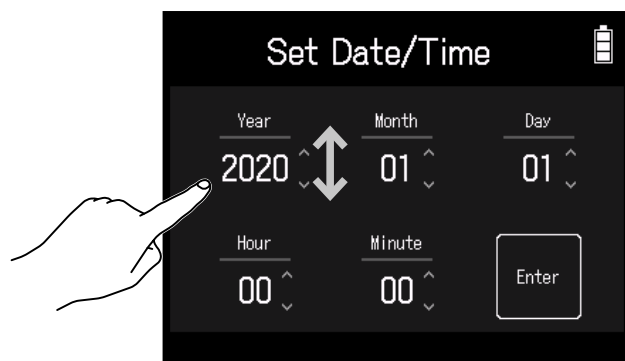 Set Date/Time
Year Month Day
2020 01 01
Hour Minute
00 00 Enter